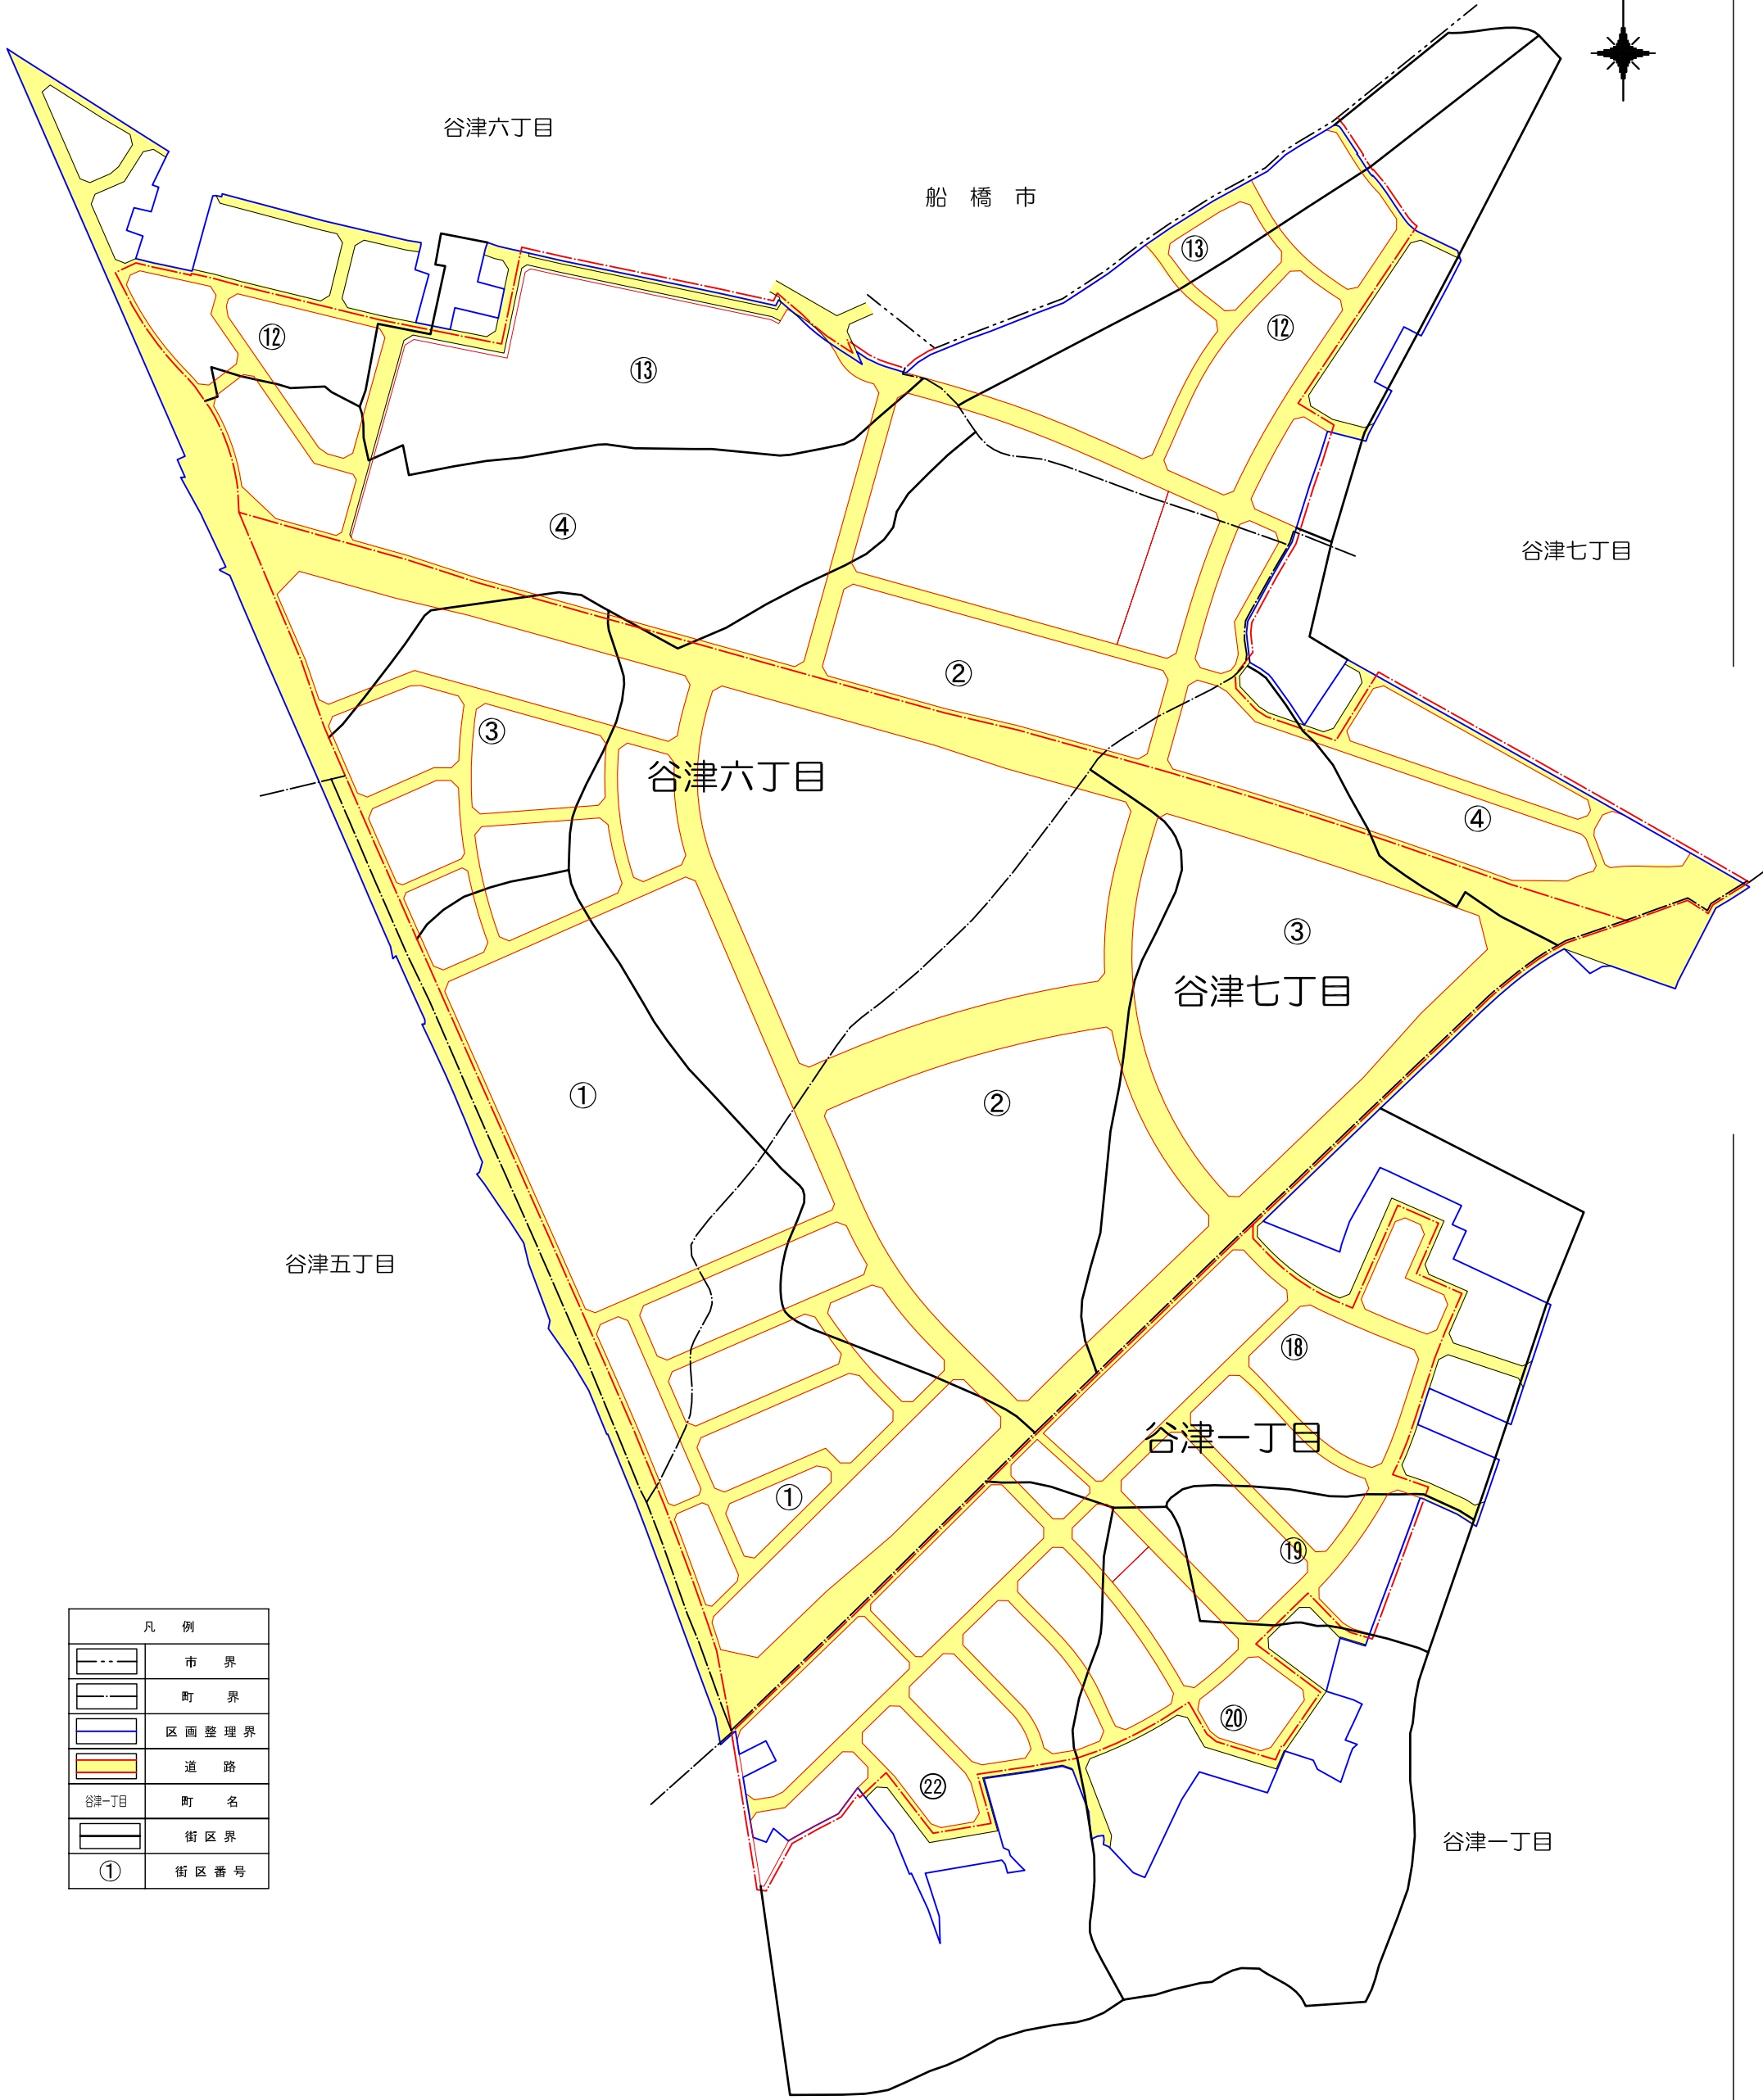 谷津六丁目
船 橋 市
⑬
⑫
⑫
⑬
④
谷津七丁目
②
③
谷津六丁目
④
③
谷津七丁目
①
②
谷津五丁目
⑱
谷津一丁目
①
⑲
⑳
㉒
谷津一丁目
凡 例
市 界
町 界
区 画 整 理 界
道 路
谷津一丁目 町 名
街 区 界
① 街 区 番 号